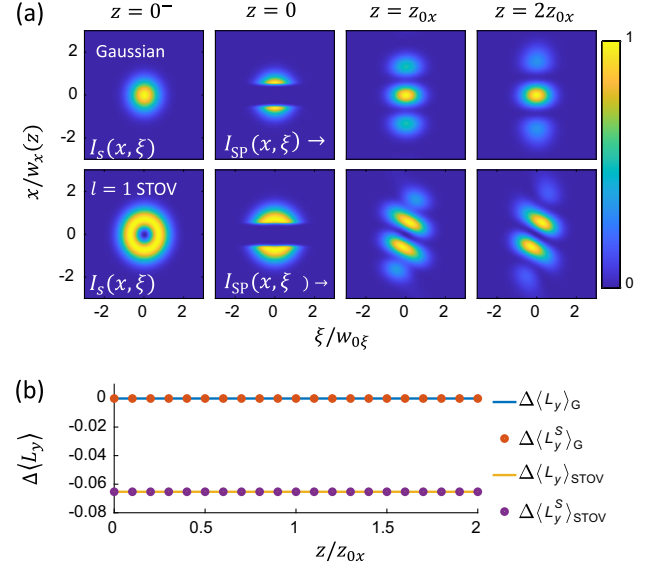 (a)
z = 0⁻ z = 0 z = z₀ₓ z = 2z₀ₓ
1
0
x/wₓ(z)
2
0
-2
Gaussian
Iₛ(x, ξ)
I_SP(x, ξ) →
2
0
-2
l = 1 STOV
Iₛ(x, ξ)
I_SP(x, ξ ) →
-2 0 2 -2 0 2 -2 0 2 -2 0 2
ξ/w₀ξ
(b)
Δ⟨L_y⟩
0
-0.02
-0.04
-0.06
-0.08
0 0.5 1 1.5 2
z/z₀ₓ
Δ⟨L_y⟩_G
Δ⟨L_y^S⟩_G
Δ⟨L_y⟩_STOV
Δ⟨L_y^S⟩_STOV